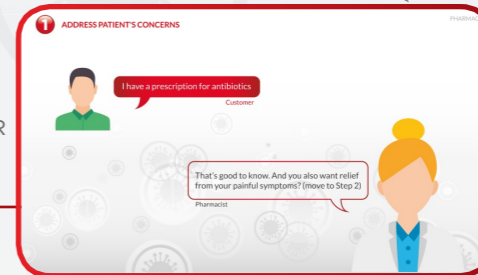 1 ADDRESS PATIENT'S CONCERNS
PHARMAC
I have a prescription for antibiotics
Customer
R
That's good to know. And you also want relief
from your painful symptoms? (move to Step 2)
Pharmacist